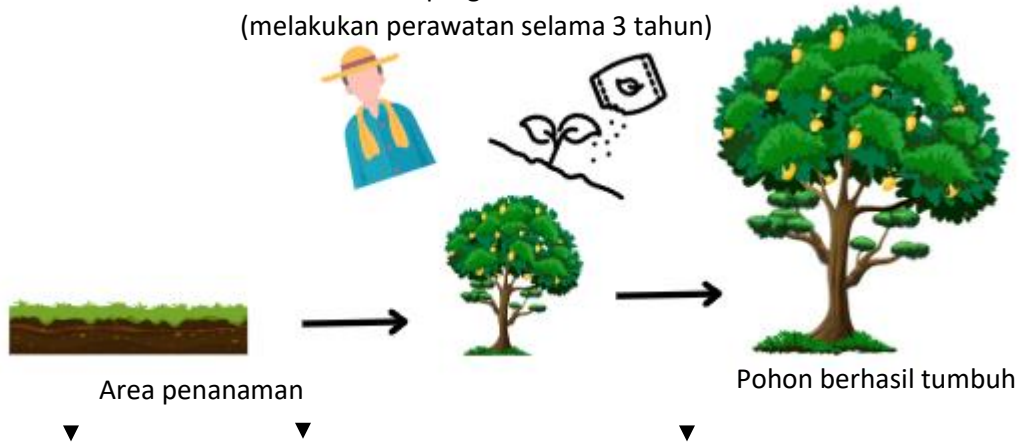 (melakukan perawatan selama 3 tahun)
Area penanaman
Pohon berhasil tumbuh